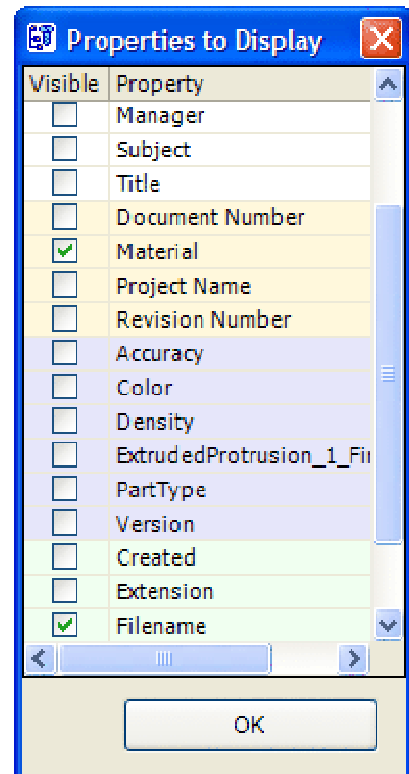 Properties to Display
Visible Property
Manager
Subject
Title
Document Number
Material
Project Name
Revision Number
Accuracy
Color
Density
ExtrudedProtrusion_1_Fi
PartType
Version
Created
Extension
Filename
OK